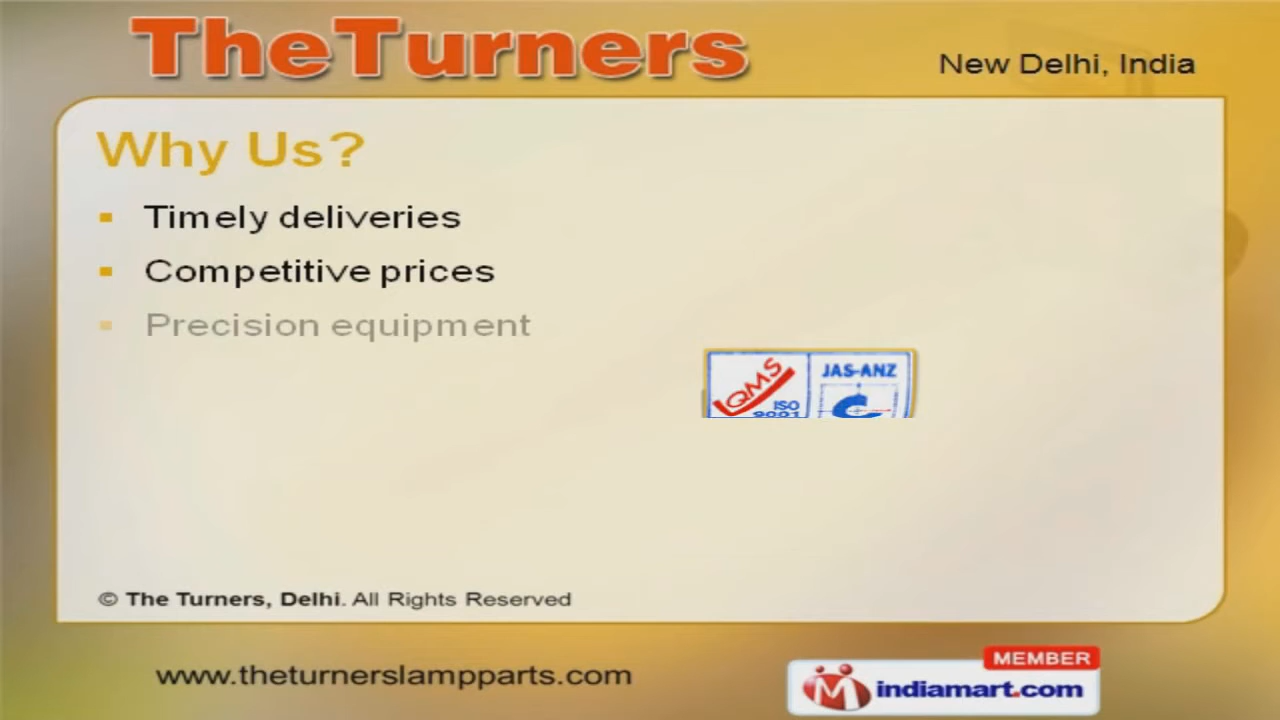 TheTurners
New Delhi, India
Why Us?
Timely deliveries
Competitive prices
Precision equipment
QMS
JAS-ANZ
ISO
© The Turners, Delhi. All Rights Reserved
www.theturnerslampparts.com
MEMBER
indiamart.com